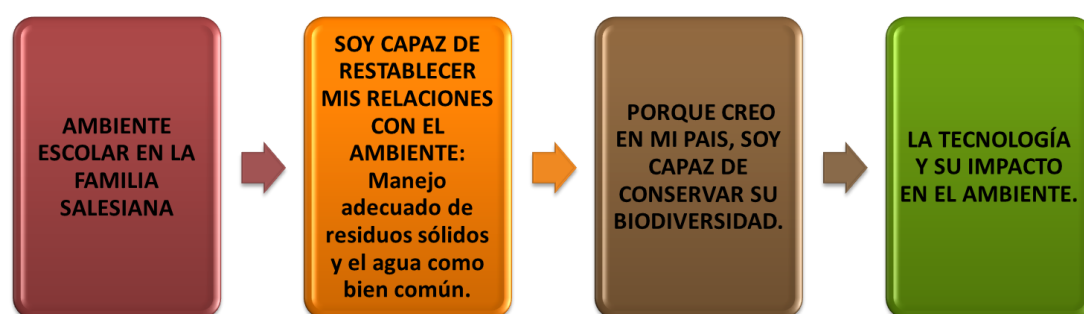 AMBIENTE
ESCOLAR EN LA
FAMILIA
SALESIANA
SOY CAPAZ DE
RESTABLECER
MIS RELACIONES
CON EL
AMBIENTE:
Manejo
adecuado de
residuos sólidos
y el agua como
bien común.
PORQUE CREO
EN MI PAIS, SOY
CAPAZ DE
CONSERVAR SU
BIODIVERSIDAD.
LA TECNOLOGÍA
Y SU IMPACTO
EN EL AMBIENTE.